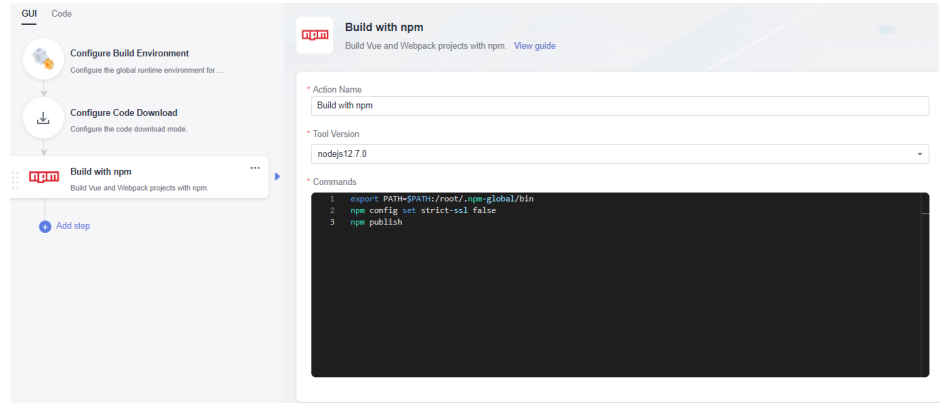 GUI Code
Configure Build Environment
Configure the global runtime environment for ...
Configure Code Download
Configure the code download mode.
npm
Build with npm
...
Build Vue and Webpack projects with npm.
Add step
npm
Build with npm
Build Vue and Webpack projects with npm. View guide
* Action Name
Build with npm
* Tool Version
nodejs12.7.0
* Commands
1 export PATH=$PATH:/root/.npm-global/bin
2 npm config set strict-ssl false
3 npm publish